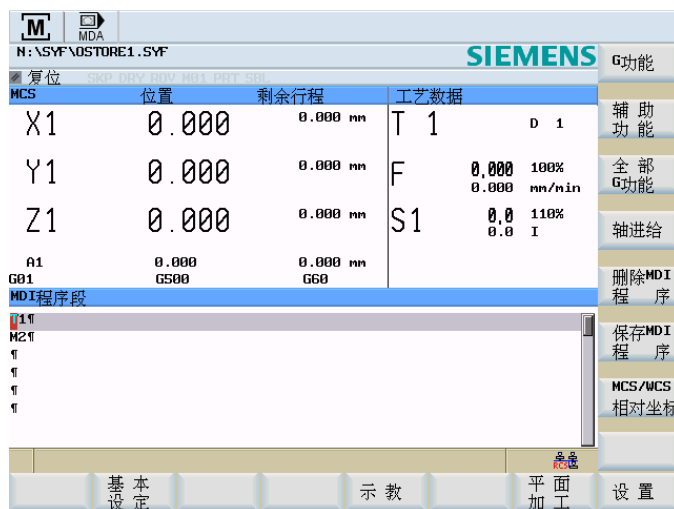 M
MDA
N:\SYF\OSTORE1.SYF
SIEMENS
复位 SKP DRY ROV M01 PRT SBL
MCS 位置 剩余行程 工艺数据
X1 0.000 0.000 mm T 1 D 1
Y1 0.000 0.000 mm F 0,000 100%
0.000 mm/min
Z1 0.000 0.000 mm S1 0,0 110%
0.0 I
A1 0.000 0.000 mm
G01 G500 G60
MDI程序段
T1¶
M2¶
¶
¶
¶
¶
RCS
G功能
辅 助
功 能
全 部
G功能
轴进给
删除MDI
程 序
保存MDI
程 序
MCS/WCS
相对坐标
基 本
设 定
示 教
平 面
加 工
设 置